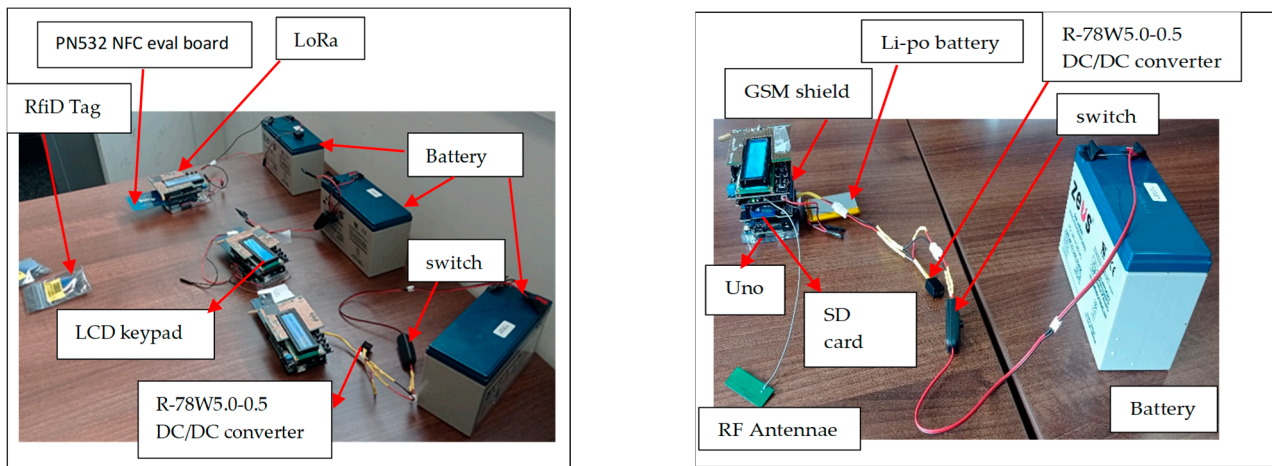 PN532 NFC eval board
LoRa
RfiD Tag
Battery
switch
LCD keypad
R-78W5.0-0.5
DC/DC converter
R-78W5.0-0.5
DC/DC converter
Li-po battery
GSM shield
switch
zeus
Uno
SD
card
RF Antennae
Battery